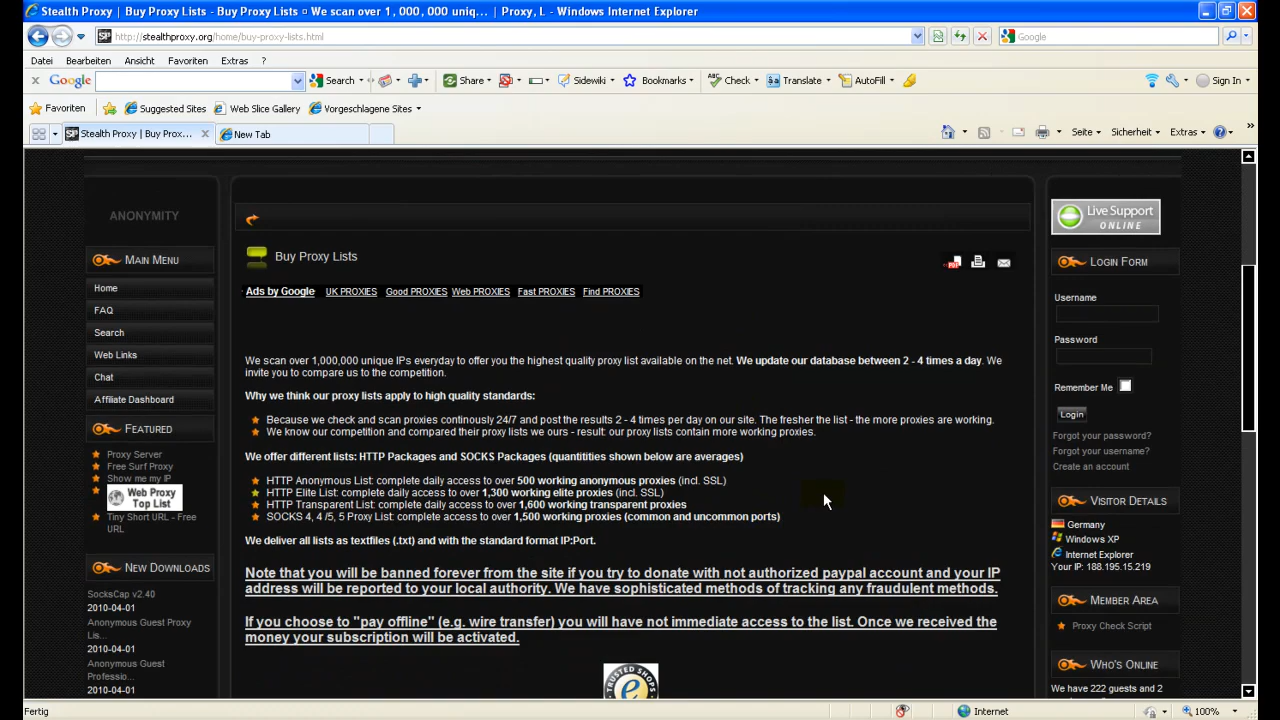 Stealth Proxy | Buy Proxy Lists - Buy Proxy Lists ¤ We scan over 1, 000, 000 uniq... | Proxy, L - Windows Internet Explorer
http://stealthproxy.org/home/buy-proxy-lists.html
Google
Datei Bearbeiten Ansicht Favoriten Extras ?
x Google Search Share Sidewiki Bookmarks Check Translate AutoFill Sign In
Favoriten Suggested Sites Web Slice Gallery Vorgeschlagene Sites
Stealth Proxy | Buy Prox... New Tab Seite Sicherheit Extras
ANONYMITY
MAIN MENU
Home
FAQ
Search
Web Links
Chat
Affiliate Dashboard
FEATURED
Proxy Server
Free Surf Proxy
Show me my IP
Web Proxy
Top List
Tiny Short URL - Free
URL
NEW DOWNLOADS
SocksCap v2.40
2010-04-01
Anonymous Guest Proxy
Lis...
2010-04-01
Anonymous Guest
Professio...
2010-04-01
Buy Proxy Lists
Ads by Google UK PROXIES Good PROXIES Web PROXIES Fast PROXIES Find PROXIES
We scan over 1,000,000 unique IPs everyday to offer you the highest quality proxy list available on the net. We update our database between 2 - 4 times a day. We
invite you to compare us to the competition.
Why we think our proxy lists apply to high quality standards:
Because we check and scan proxies continously 24/7 and post the results 2 - 4 times per day on our site. The fresher the list - the more proxies are working.
We know our competition and compared their proxy lists we ours - result: our proxy lists contain more working proxies.
We offer different lists: HTTP Packages and SOCKS Packages (quantitities shown below are averages)
HTTP Anonymous List: complete daily access to over 500 working anonymous proxies (incl. SSL)
HTTP Elite List: complete daily access to over 1,300 working elite proxies (incl. SSL)
HTTP Transparent List: complete daily access to over 1,600 working transparent proxies
SOCKS 4, 4 /5, 5 Proxy List: complete access to over 1,500 working proxies (common and uncommon ports)
We deliver all lists as textfiles (.txt) and with the standard format IP:Port.
Note that you will be banned forever from the site if you try to donate with not authorized paypal account and your IP
address will be reported to your local authority. We have sophisticated methods of tracking any fraudulent methods.
If you choose to "pay offline" (e.g. wire transfer) you will have not immediate access to the list. Once we received the
money your subscription will be activated.
TRUSTED SHOPS
e
Live Support
ONLINE
LOGIN FORM
Username
Password
Remember Me
Login
Forgot your password?
Forgot your username?
Create an account
VISITOR DETAILS
Germany
Windows XP
Internet Explorer
Your IP: 188.195.15.219
MEMBER AREA
Proxy Check Script
WHO'S ONLINE
We have 222 guests and 2
Fertig Internet 100%